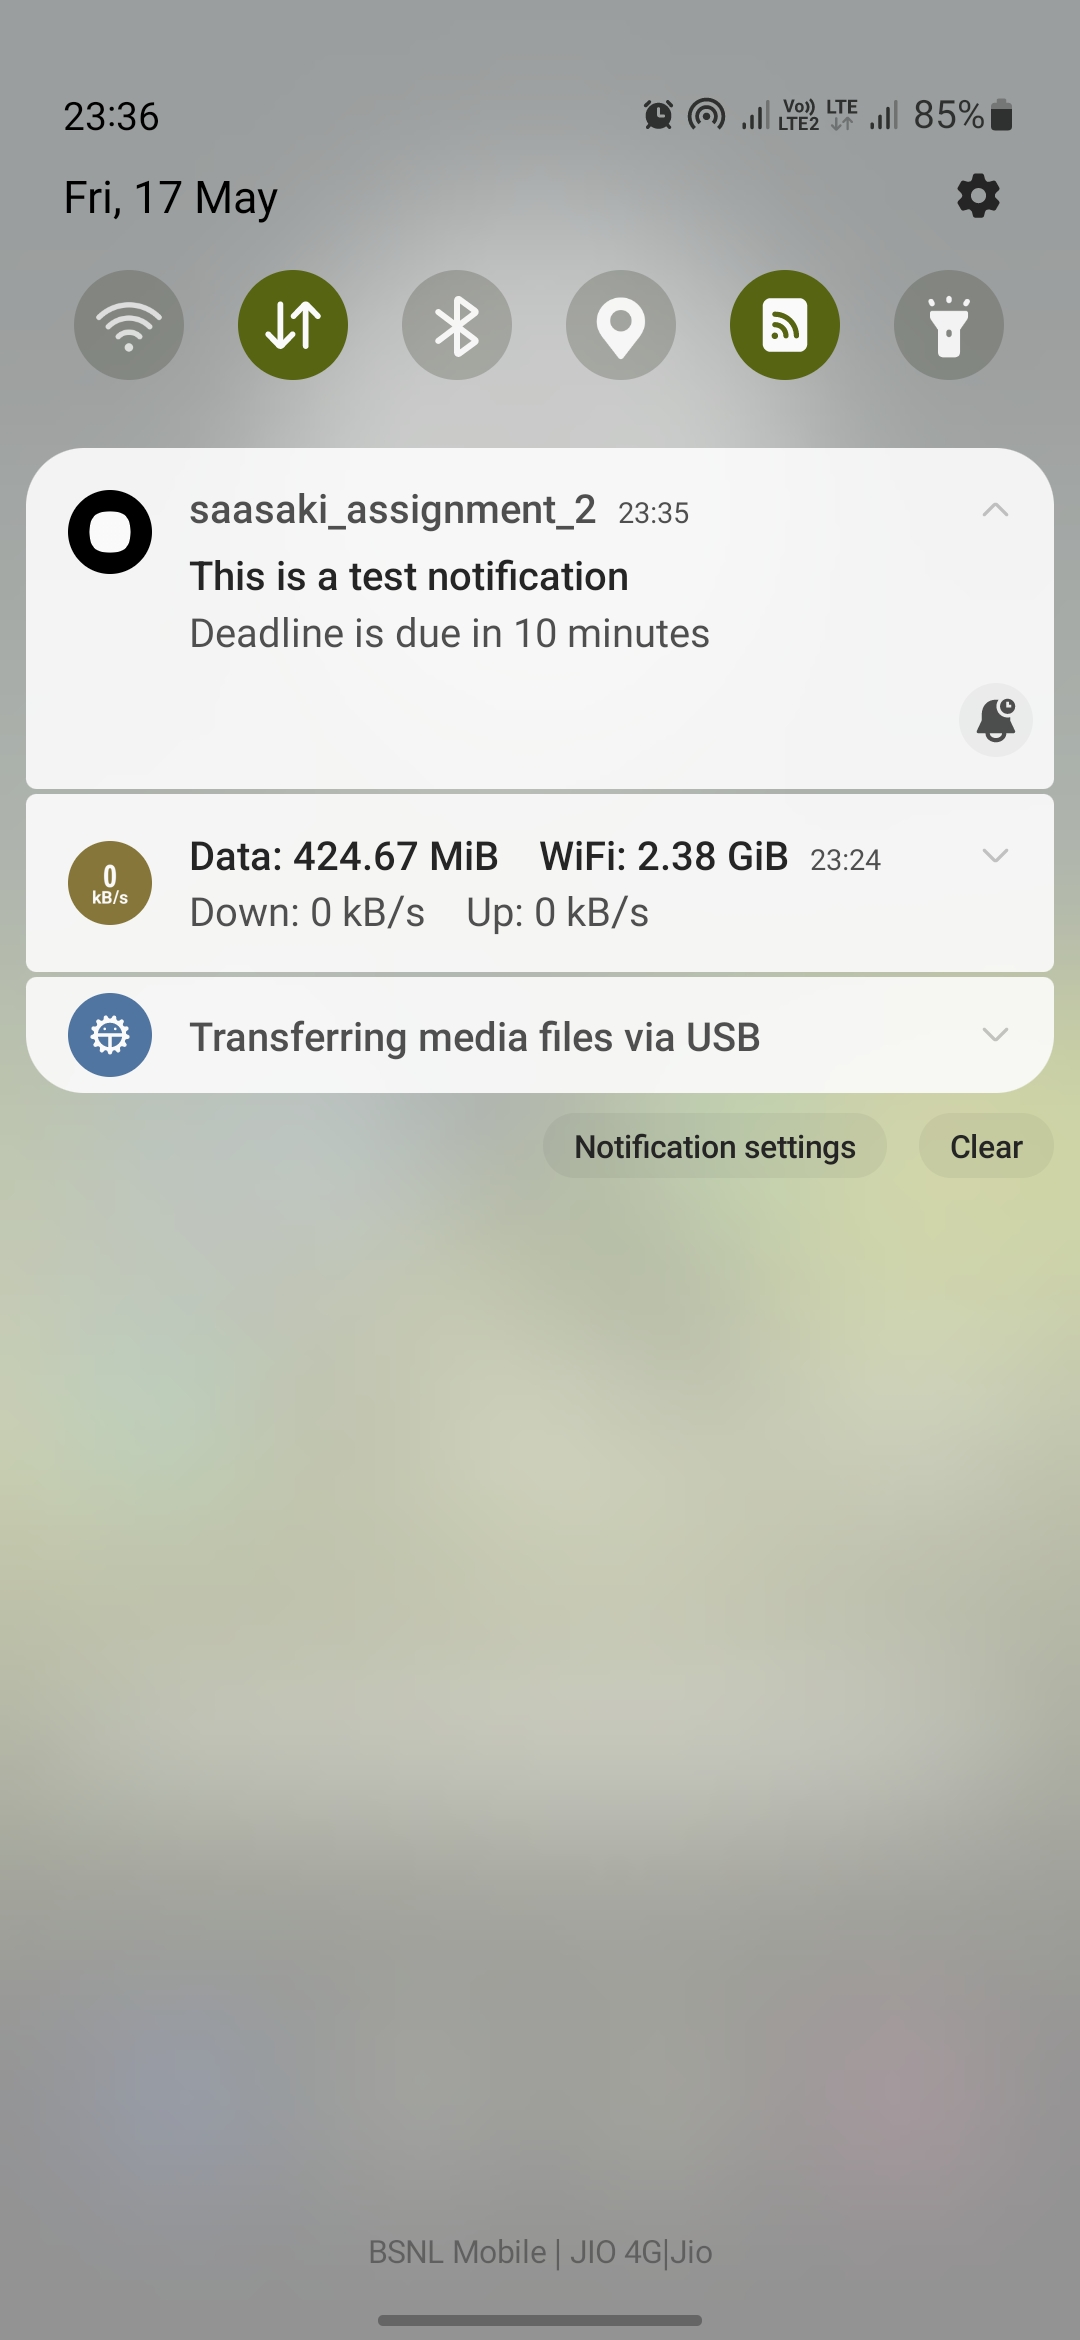 23:36
Vo)) LTE 85%
LTE2
Fri, 17 May
saasaki_assignment_2 23:35
This is a test notification
Deadline is due in 10 minutes
0
kB/s
Data: 424.67 MiB WiFi: 2.38 GiB 23:24
Down: 0 kB/s Up: 0 kB/s
Transferring media files via USB
Notification settings Clear
BSNL Mobile | JIO 4G|Jio